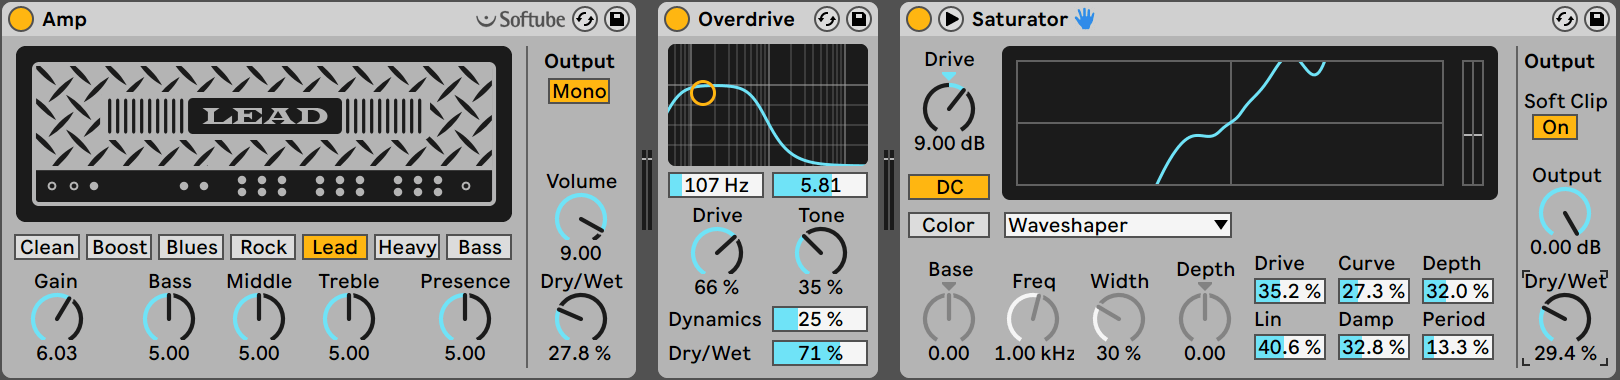 Amp
Softube
LEAD
Clean Boost Blues Rock Lead Heavy Bass
Gain Bass Middle Treble Presence
6.03 5.00 5.00 5.00 5.00
Output
Mono
Volume
9.00
Dry/Wet
27.8 %
Overdrive
107 Hz 5.81
Drive Tone
66 % 35 %
Dynamics 25 %
Dry/Wet 71 %
Saturator
Drive
9.00 dB
DC
Color Waveshaper
Base Freq Width Depth
0.00 1.00 kHz 30 % 0.00
Drive Curve Depth
35.2 % 27.3 % 32.0 %
Lin Damp Period
40.6 % 32.8 % 13.3 %
Output
Soft Clip
On
Output
0.00 dB
Dry/Wet
29.4 %